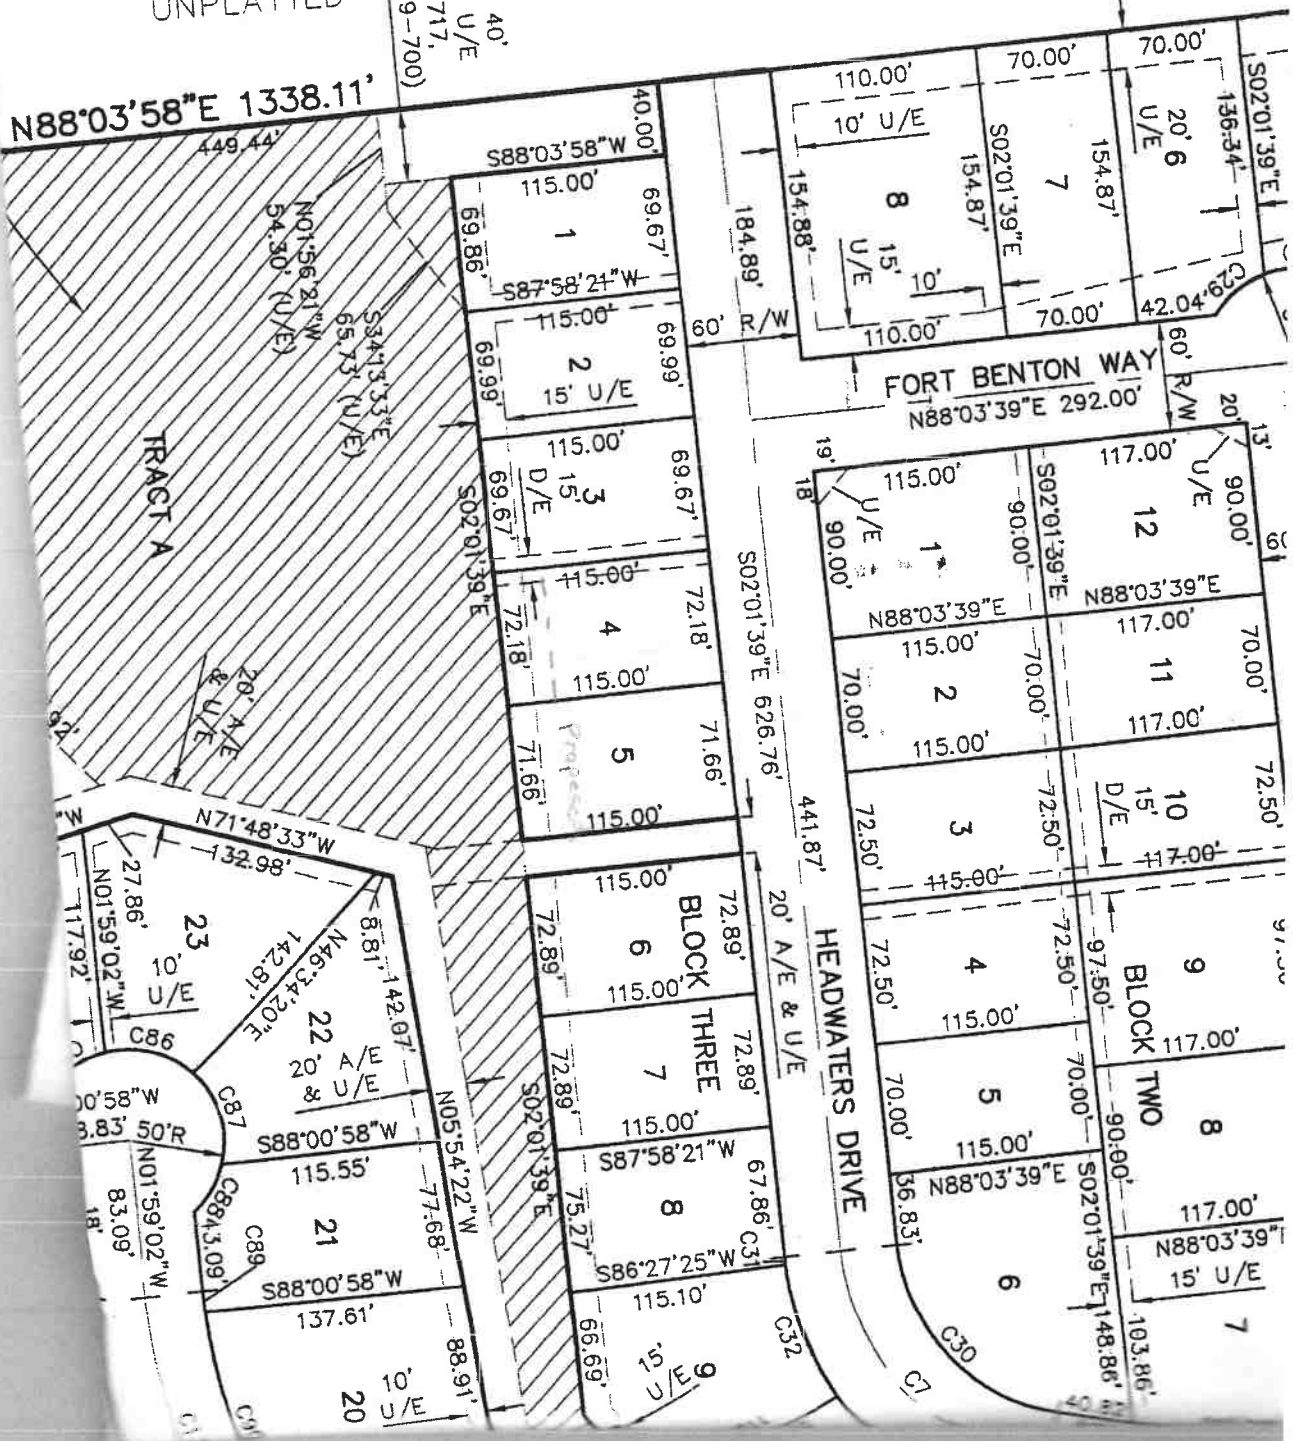 UNPLATTED
40'
U/E
717,
9-700)
N88°03'58"E 1338.11'
449.44'
40.00'
S88°03'58"W
115.00'
69.86'
1
69.67'
S87°58'21"W
115.00'
69.99'
2
69.99'
15' U/E
115.00'
69.67'
3
15'
D/E
69.67'
S02°01'39"E
115.00'
72.18'
4
72.18'
115.00'
71.66'
5
71.66'
115.00'
Proposed
N01°56'21"W
54.30' (U/E)
S34°13'33"E
65.73' (U/E)
TRACT A
20' A/E
& U/E
92'
60' R/W
184.89'
110.00'
10' U/E
154.88'
8
15'
U/E
10'
154.87'
110.00'
S02°01'39"E
70.00'
7
154.87'
70.00'
70.00'
20'
U/E
6
136.34'
S02°01'39"E
C29
42.04'
60' R/W
FORT BENTON WAY
N88°03'39"E 292.00'
19'
18'
U/E
115.00'
90.00'
1
90.00'
S02°01'39"E
N88°03'39"E
117.00'
20'
13'
U/E
12
90.00'
N88°03'39"E
115.00'
70.00'
2
70.00'
115.00'
117.00'
11
70.00'
117.00'
72.50'
3
72.50'
115.00'
10
15'
D/E
72.50'
117.00'
S02°01'39"E 626.76'
441.87'
HEADWATERS DRIVE
20' A/E & U/E
72.50'
4
72.50'
115.00'
97.50'
BLOCK TWO
9
117.00'
70.00'
5
70.00'
115.00'
N88°03'39"E
90.00'
8
117.00'
N88°03'39"
15' U/E
36.83'
6
S02°01'39"E
148.86'
103.86'
7
C30
C7
115.00'
72.89'
6
72.89'
115.00'
BLOCK THREE
72.89'
7
72.89'
115.00'
S87°58'21"W
S02°01'39"E
75.27'
8
67.86'
C31
S86°27'25"W
115.10'
66.69'
15'
U/E
9
C32
N71°48'33"W
132.98'
27.86'
N01°59'02"W
117.92'
23
10'
U/E
N46°34'20"E
142.81'
8.81'
142.07'
22
20' A/E
& U/E
C86
C87
00'58"W
50'R
S88°00'58"W
115.55'
N05°54'22"W
77.68'
21
C88
43.09'
C89
N01°59'02"W
83.09'
18'
S88°00'58"W
137.61'
88.91'
20
10'
U/E